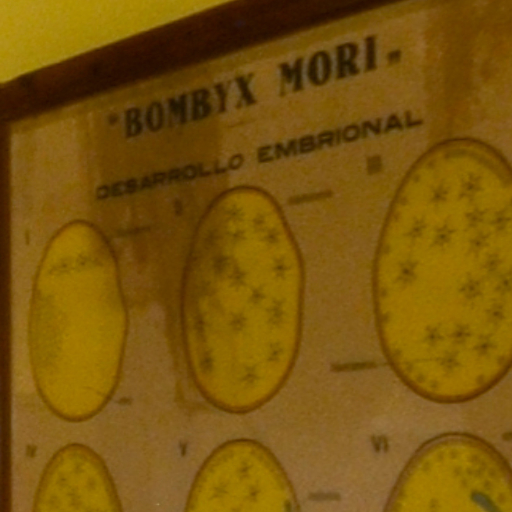 "BOMBYX MORI"
DESARROLLO EMBRIONAL
I
II
III
IV
V
VI